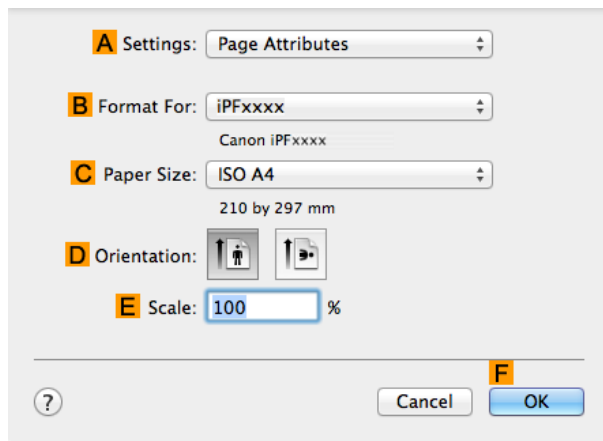 A Settings: Page Attributes
B Format For: iPFxxxx
Canon iPFxxxx
C Paper Size: ISO A4
210 by 297 mm
D Orientation:
E Scale: 100 %
F
? Cancel OK